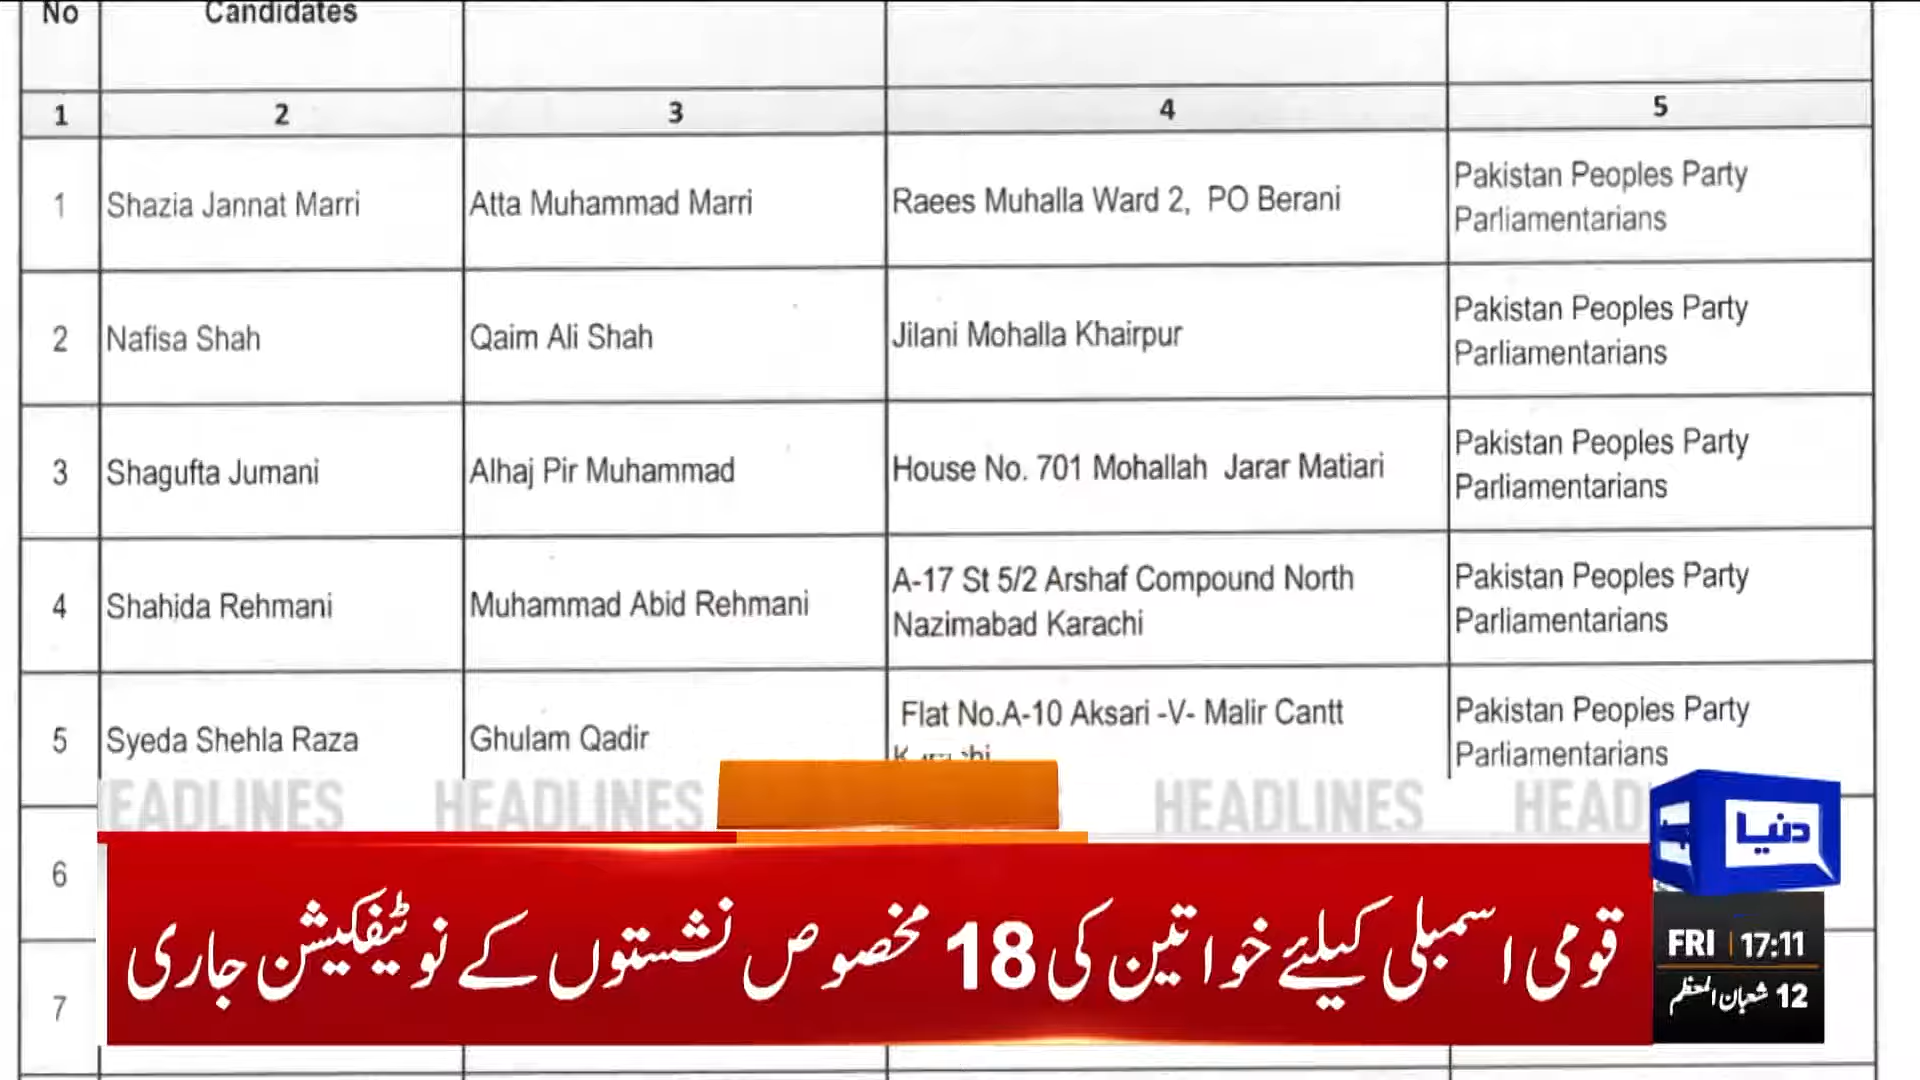 No
Candidates
1
2
3
4
5
1
Shazia Jannat Marri
Atta Muhammad Marri
Raees Muhalla Ward 2, PO Berani
Pakistan Peoples Party
Parliamentarians
2
Nafisa Shah
Qaim Ali Shah
Jilani Mohalla Khairpur
Pakistan Peoples Party
Parliamentarians
3
Shagufta Jumani
Alhaj Pir Muhammad
House No. 701 Mohallah Jarar Matiari
Pakistan Peoples Party
Parliamentarians
4
Shahida Rehmani
Muhammad Abid Rehmani
A-17 St 5/2 Arshaf Compound North
Nazimabad Karachi
Pakistan Peoples Party
Parliamentarians
5
Syeda Shehla Raza
Ghulam Qadir
Flat No.A-10 Aksari -V- Malir Cantt
Pakistan Peoples Party
Parliamentarians
EADLINES HEADLINES HEADLINES HEAD
دنیا
6
7
قومی اسمبلی کیلئے خواتین کی 18 مخصوص نشستوں کے نوٹیفکیشن جاری
FRI 17:11
12 شعبان المعظم